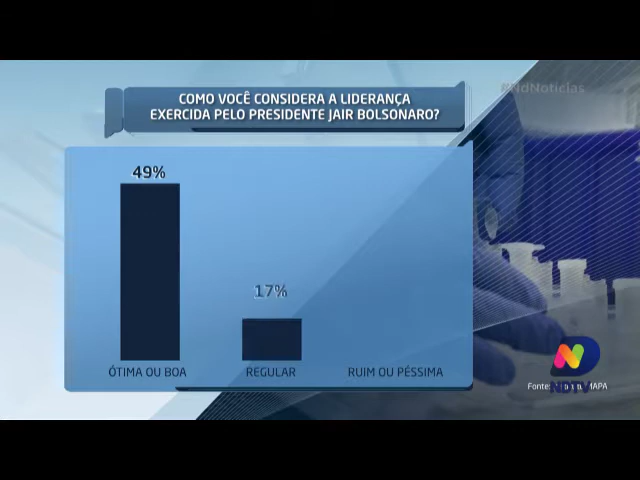 #NdNotícias
COMO VOCÊ CONSIDERA A LIDERANÇA
EXERCIDA PELO PRESIDENTE JAIR BOLSONARO?
49%
17%
ÓTIMA OU BOA
REGULAR
RUIM OU PÉSSIMA
Fonte: MAPA
NDTV